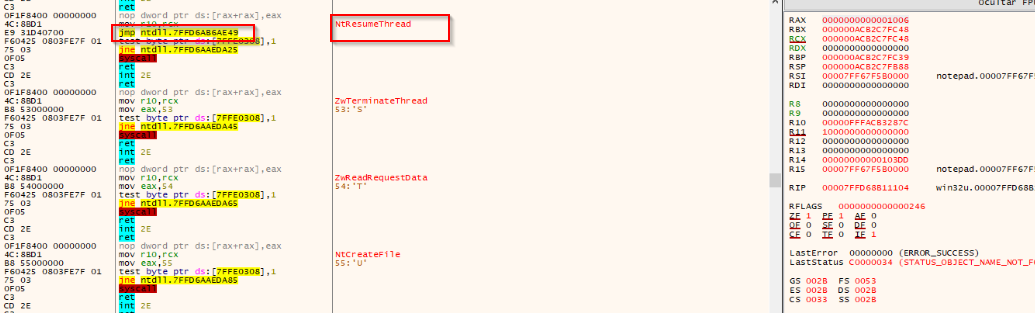 Ocultar FPU
C3 ret
0F1F8400 00000000 nop dword ptr ds:[rax+rax],eax
4C:8BD1 mov r10,rcx NtResumeThread
E9 31D40700 jmp ntdll.7FFD6AB6AE49
F60425 0803FE7F 01 test byte ptr ds:[7FFE0308],1
75 03 jne ntdll.7FFD6AAEDA25
0F05 syscall
C3 ret
CD 2E int 2E
C3 ret
0F1F8400 00000000 nop dword ptr ds:[rax+rax],eax
4C:8BD1 mov r10,rcx ZwTerminateThread
B8 53000000 mov eax,53 53:'S'
F60425 0803FE7F 01 test byte ptr ds:[7FFE0308],1
75 03 jne ntdll.7FFD6AAEDA45
0F05 syscall
C3 ret
CD 2E int 2E
C3 ret
0F1F8400 00000000 nop dword ptr ds:[rax+rax],eax
4C:8BD1 mov r10,rcx ZwReadRequestData
B8 54000000 mov eax,54 54:'T'
F60425 0803FE7F 01 test byte ptr ds:[7FFE0308],1
75 03 jne ntdll.7FFD6AAEDA65
0F05 syscall
C3 ret
CD 2E int 2E
C3 ret
0F1F8400 00000000 nop dword ptr ds:[rax+rax],eax
4C:8BD1 mov r10,rcx NtCreateFile
B8 55000000 mov eax,55 55:'U'
F60425 0803FE7F 01 test byte ptr ds:[7FFE0308],1
75 03 jne ntdll.7FFD6AAEDA85
0F05 syscall
C3 ret
CD 2E int 2E
C3 ret
RAX 0000000000001006
RBX 000000ACB2C7FC48
RCX 000000ACB2C7FC48
RDX 0000000000000000
RBP 000000ACB2C7FC39
RSP 000000ACB2C7FB88
RSI 00007FF67F5B0000 notepad.00007FF67F5
RDI 0000000000000000
R8 0000000000000000
R9 0000000000000000
R10 00000FFFACB3287C
R11 1000000000000000
R12 0000000000000000
R13 0000000000000000
R14 00000000000103DD
R15 00007FF67F5B0000 notepad.00007FF67F5
RIP 00007FFD68B11104 win32u.00007FFD68B
RFLAGS 0000000000000246
ZF 1 PF 1 AF 0
OF 0 SF 0 DF 0
CF 0 TF 0 IF 1
LastError 00000000 (ERROR_SUCCESS)
LastStatus C0000034 (STATUS_OBJECT_NAME_NOT_FO
GS 002B FS 0053
ES 002B DS 002B
CS 0033 SS 002B